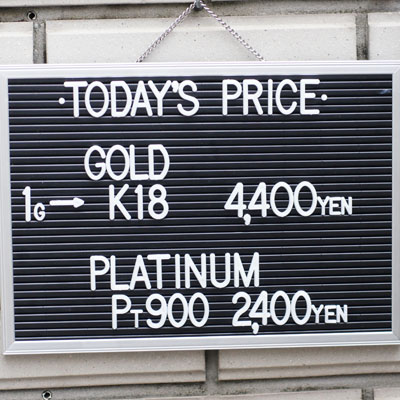 ·TODAY'S PRICE·
GOLD
1G→ K18 4,400YEN
PLATINUM
PT900 2,400YEN